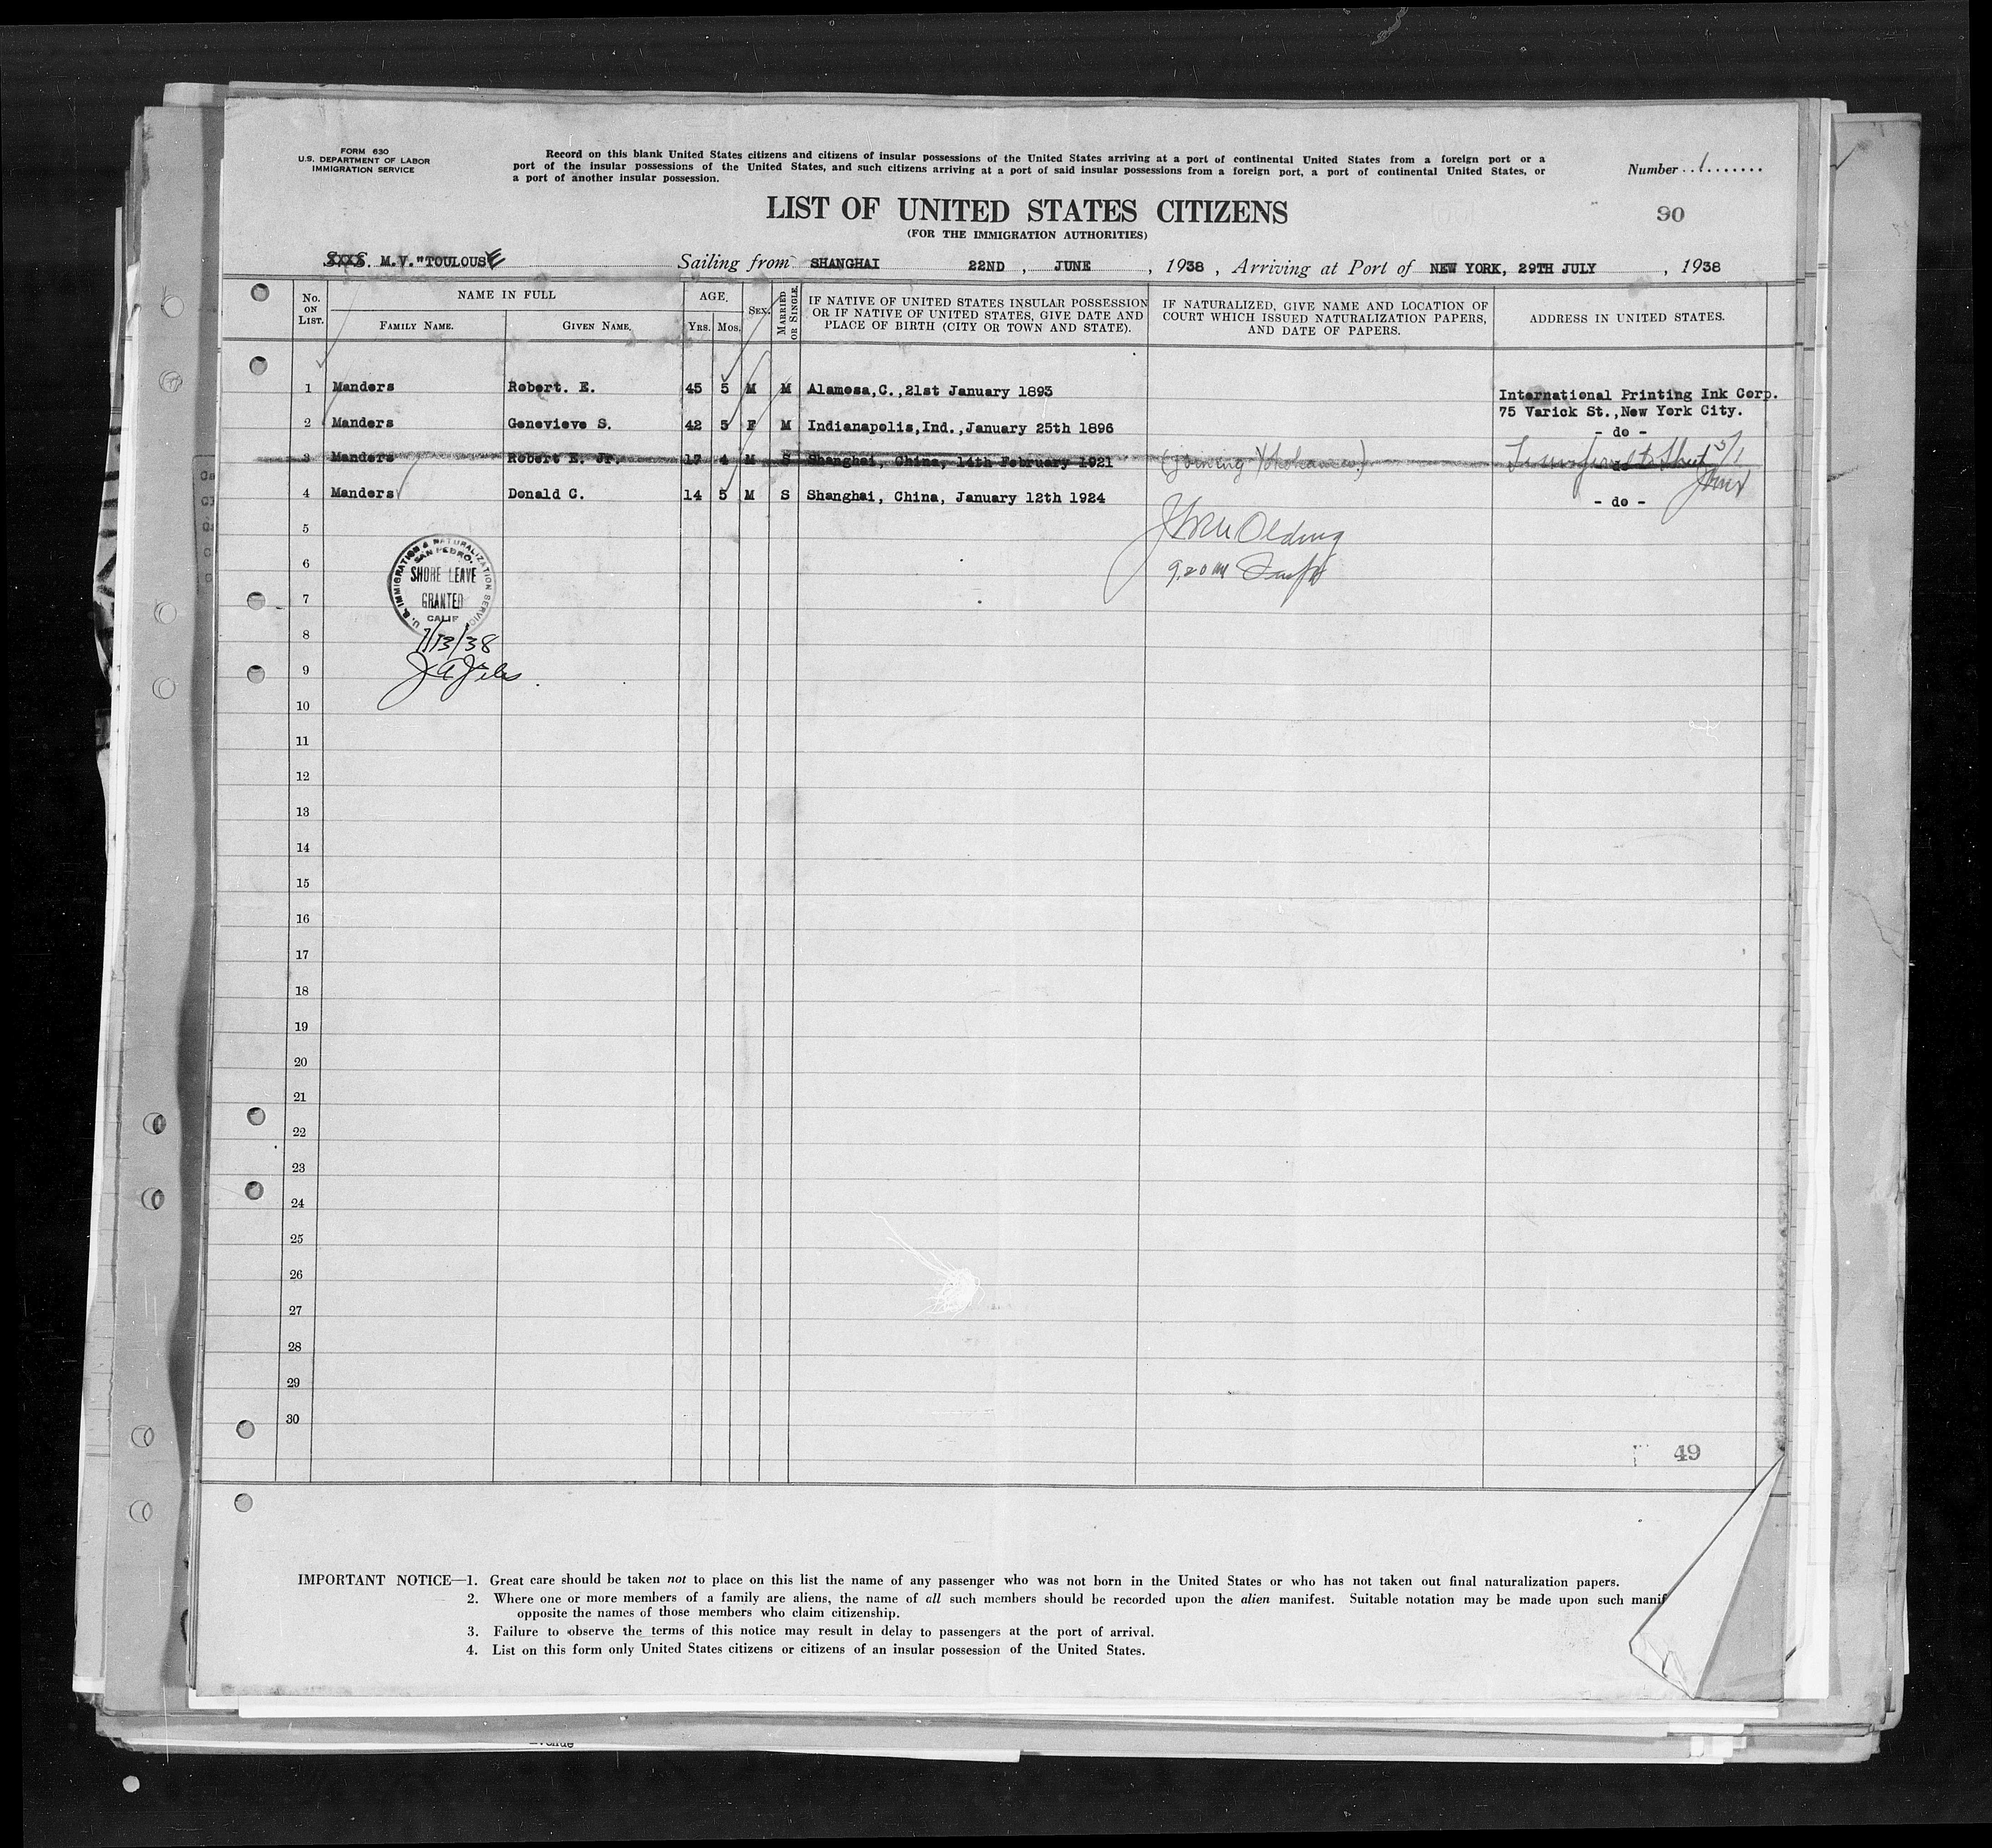 FORM 630
U.S. DEPARTMENT OF LABOR
IMMIGRATION SERVICE
Record on this blank United States citizens and citizens of insular possessions of the United States arriving at a port of continental United States from a foreign port or a
port of the insular possessions of the United States, and such citizens arriving at a port of said insular possessions from a foreign port, a port of continental United States, or
a port of another insular possession.
Number 1
LIST OF UNITED STATES CITIZENS
90
(FOR THE IMMIGRATION AUTHORITIES)
M.V."TOULOUSE Sailing from SHANGHAI 22ND, JUNE, 1938, Arriving at Port of NEW YORK, 29TH JULY, 1938
No. ON LIST.
NAME IN FULL
FAMILY NAME.
GIVEN NAME.
AGE.
YRS. MOS.
SEX.
MARRIED OR SINGLE.
IF NATIVE OF UNITED STATES INSULAR POSSESSION
OR IF NATIVE OF UNITED STATES, GIVE DATE AND
PLACE OF BIRTH (CITY OR TOWN AND STATE).
IF NATURALIZED, GIVE NAME AND LOCATION OF
COURT WHICH ISSUED NATURALIZATION PAPERS,
AND DATE OF PAPERS.
ADDRESS IN UNITED STATES.
1 Manders Robert. E. 45 5 M M Alamosa,C.,21st January 1893 International Printing Ink Corp.
75 Varick St.,New York City.
2 Manders Genevieve S. 42 5 F M Indianapolis,Ind.,January 25th 1896 - do -
3 Manders Robert E. Jr. 17 4 M S Shanghai, China, 14th February 1921 (joining Yokohama) do
4 Manders Donald C. 14 5 M S Shanghai, China, January 12th 1924 - do -
5
6
7
8
9
10
11
12
13
14
15
16
17
18
19
20
21
22
23
24
25
26
27
28
29
30
U.S. IMMIGRATION & NATURALIZATION SERVICE
SAN PEDRO,
SHORE LEAVE
GRANTED
CALIF
7/13/38
49
IMPORTANT NOTICE—1. Great care should be taken not to place on this list the name of any passenger who was not born in the United States or who has not taken out final naturalization papers.
2. Where one or more members of a family are aliens, the name of all such members should be recorded upon the alien manifest. Suitable notation may be made upon such manif
opposite the names of those members who claim citizenship.
3. Failure to observe the terms of this notice may result in delay to passengers at the port of arrival.
4. List on this form only United States citizens or citizens of an insular possession of the United States.